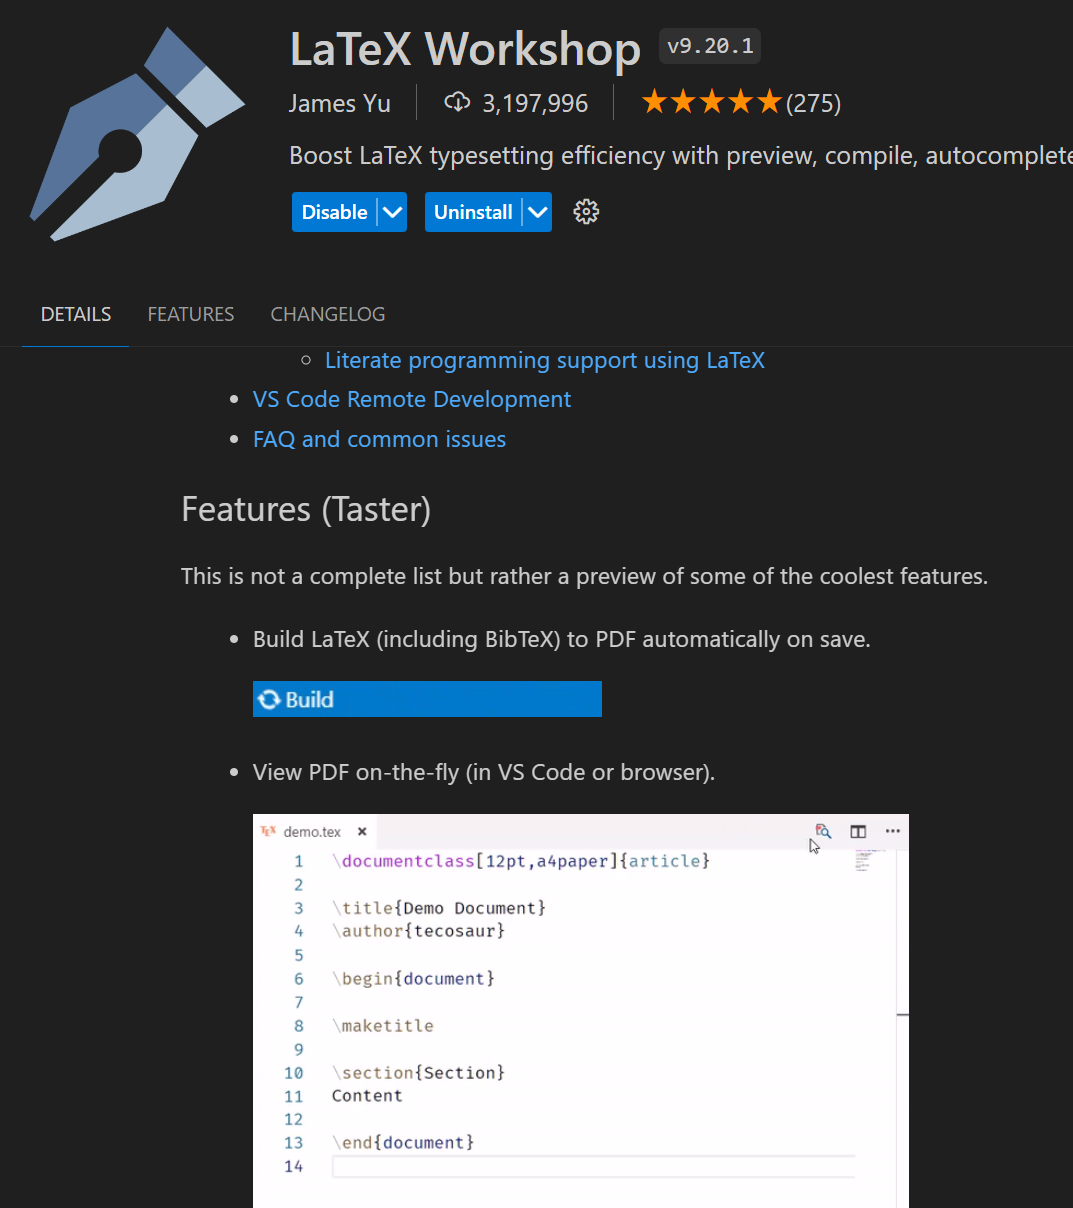 LaTeX Workshop v9.20.1
James Yu 3,197,996 (275)
Boost LaTeX typesetting efficiency with preview, compile, autocomplete
Disable Uninstall
DETAILS FEATURES CHANGELOG
Literate programming support using LaTeX
VS Code Remote Development
FAQ and common issues
Features (Taster)
This is not a complete list but rather a preview of some of the coolest features.
Build LaTeX (including BibTeX) to PDF automatically on save.
Build
View PDF on-the-fly (in VS Code or browser).
TEX demo.tex
1 \documentclass[12pt,a4paper]{article}
2
3 \title{Demo Document}
4 \author{tecosaur}
5
6 \begin{document}
7
8 \maketitle
9
10 \section{Section}
11 Content
12
13 \end{document}
14